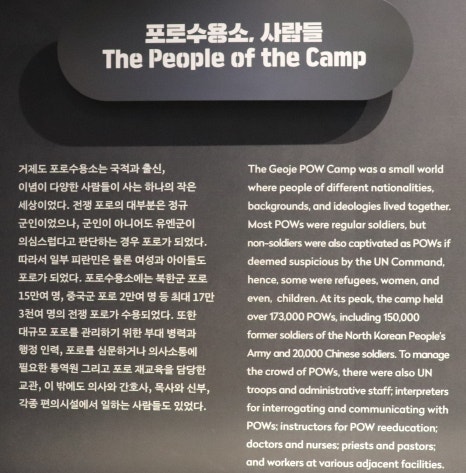 포로수용소, 사람들
The People of the Camp
거제도 포로수용소는 국적과 출신,
이념이 다양한 사람들이 사는 하나의 작은
세상이었다. 전쟁 포로의 대부분은 정규
군인이었으나, 군인이 아니어도 유엔군이
의심스럽다고 판단하는 경우 포로가 되었다.
따라서 일부 피란민은 물론 여성과 아이들도
포로가 되었다. 포로수용소에는 북한군 포로
15만여 명, 중국군 포로 2만여 명 등 최대 17만
3천여 명의 전쟁 포로가 수용되었다. 또한
대규모 포로를 관리하기 위한 부대 병력과
행정 인력, 포로를 심문하거나 의사소통에
필요한 통역원 그리고 포로 재교육을 담당한
교관, 이 밖에도 의사와 간호사, 목사와 신부,
각종 편의시설에서 일하는 사람들도 있었다.
The Geoje POW Camp was a small world
where people of different nationalities,
backgrounds, and ideologies lived together.
Most POWs were regular soldiers, but
non-soldiers were also captivated as POWs if
deemed suspicious by the UN Command,
hence, some were refugees, women, and
even, children. At its peak, the camp held
over 173,000 POWs, including 150,000
former soldiers of the North Korean People's
Army and 20,000 Chinese soldiers. To manage
the crowd of POWs, there were also UN
troops and administrative staff; interpreters
for interrogating and communicating with
POWs; instructors for POW reeducation;
doctors and nurses; priests and pastors;
and workers at various adjacent facilities.